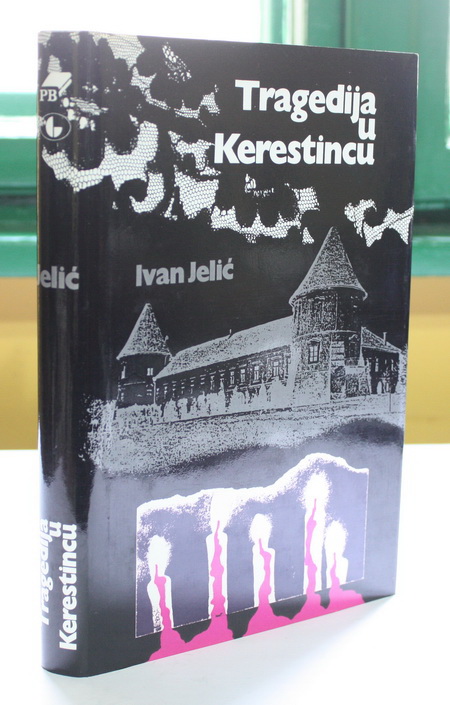 Tragedija
u
Kerestincu
Ivan Jelić
PB
Jelić
Tragedija
u
Kerestincu